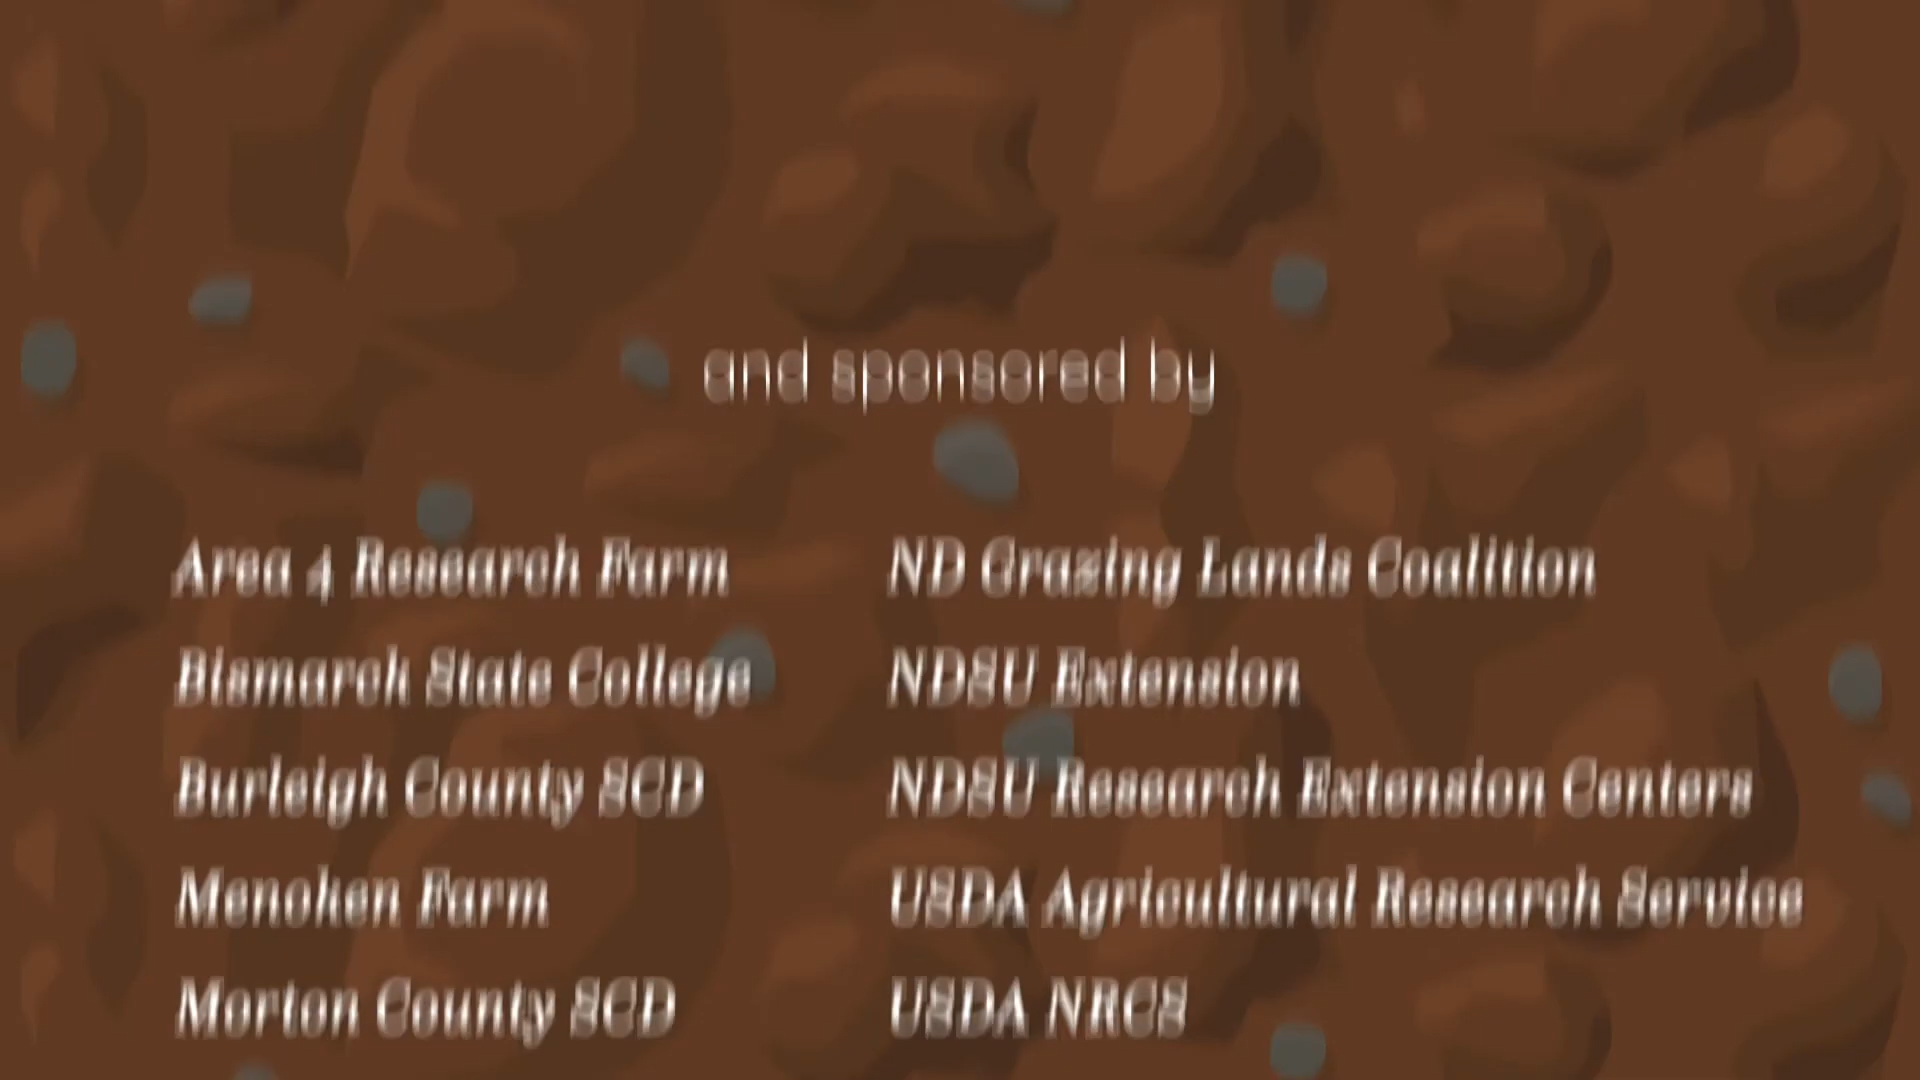 and sponsored by
Area 4 Research Farm
Bismarck State College
Burleigh County SCD
Menoken Farm
Morton County SCD
ND Grazing Lands Coalition
NDSU Extension
NDSU Research Extension Centers
USDA Agricultural Research Service
USDA NRCS